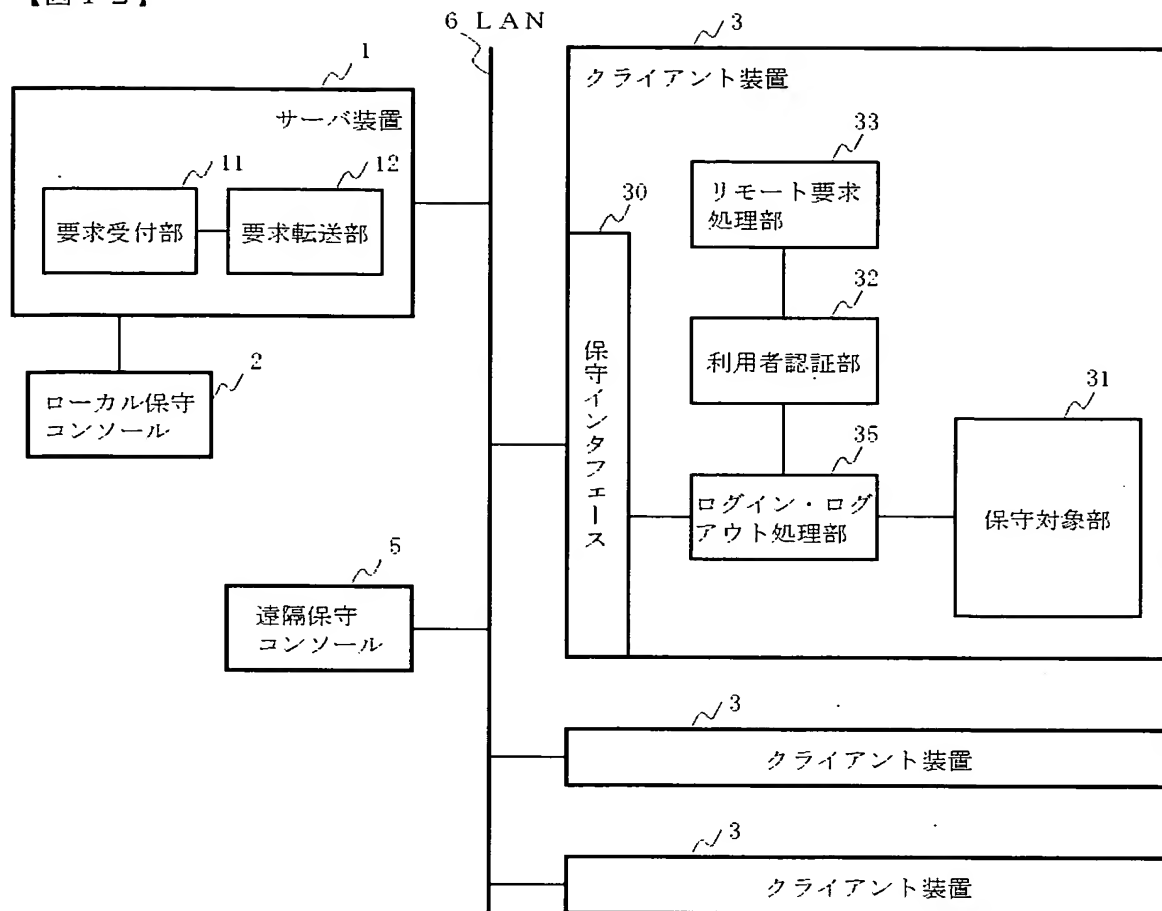 6 LAN
1
サーバ装置
11
12
要求受付部
要求転送部
2
ローカル保守
コンソール
5
遠隔保守
コンソール
3
クライアント装置
30
保守インタフェース
33
リモート要求
処理部
32
利用者認証部
35
ログイン・ログ
アウト処理部
31
保守対象部
3
クライアント装置
3
クライアント装置